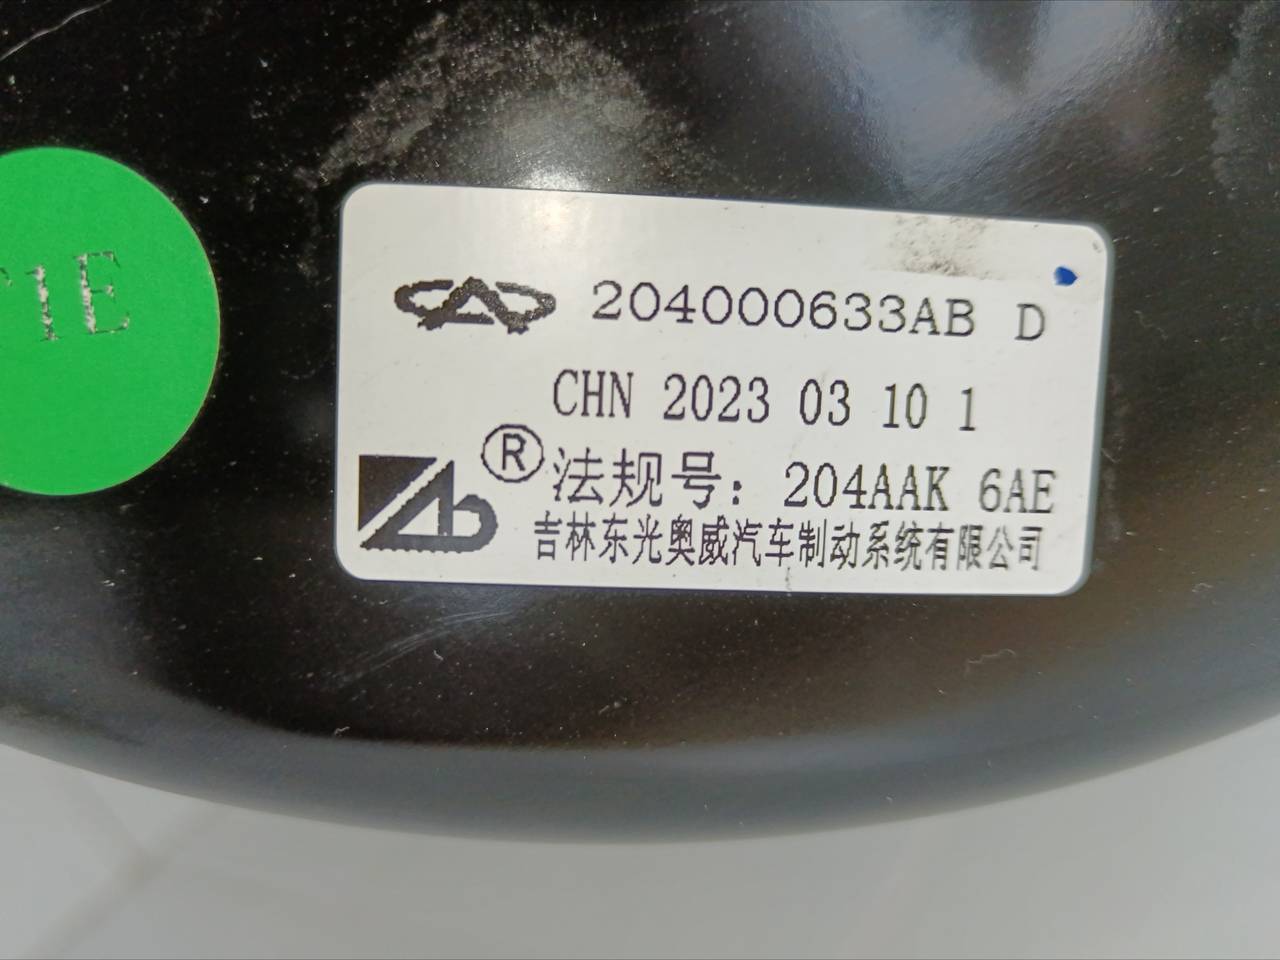 204000633AB D
CHN 2023 03 10 1
® 法规号: 204AAK 6AE
吉林东光奥威汽车制动系统有限公司
1E